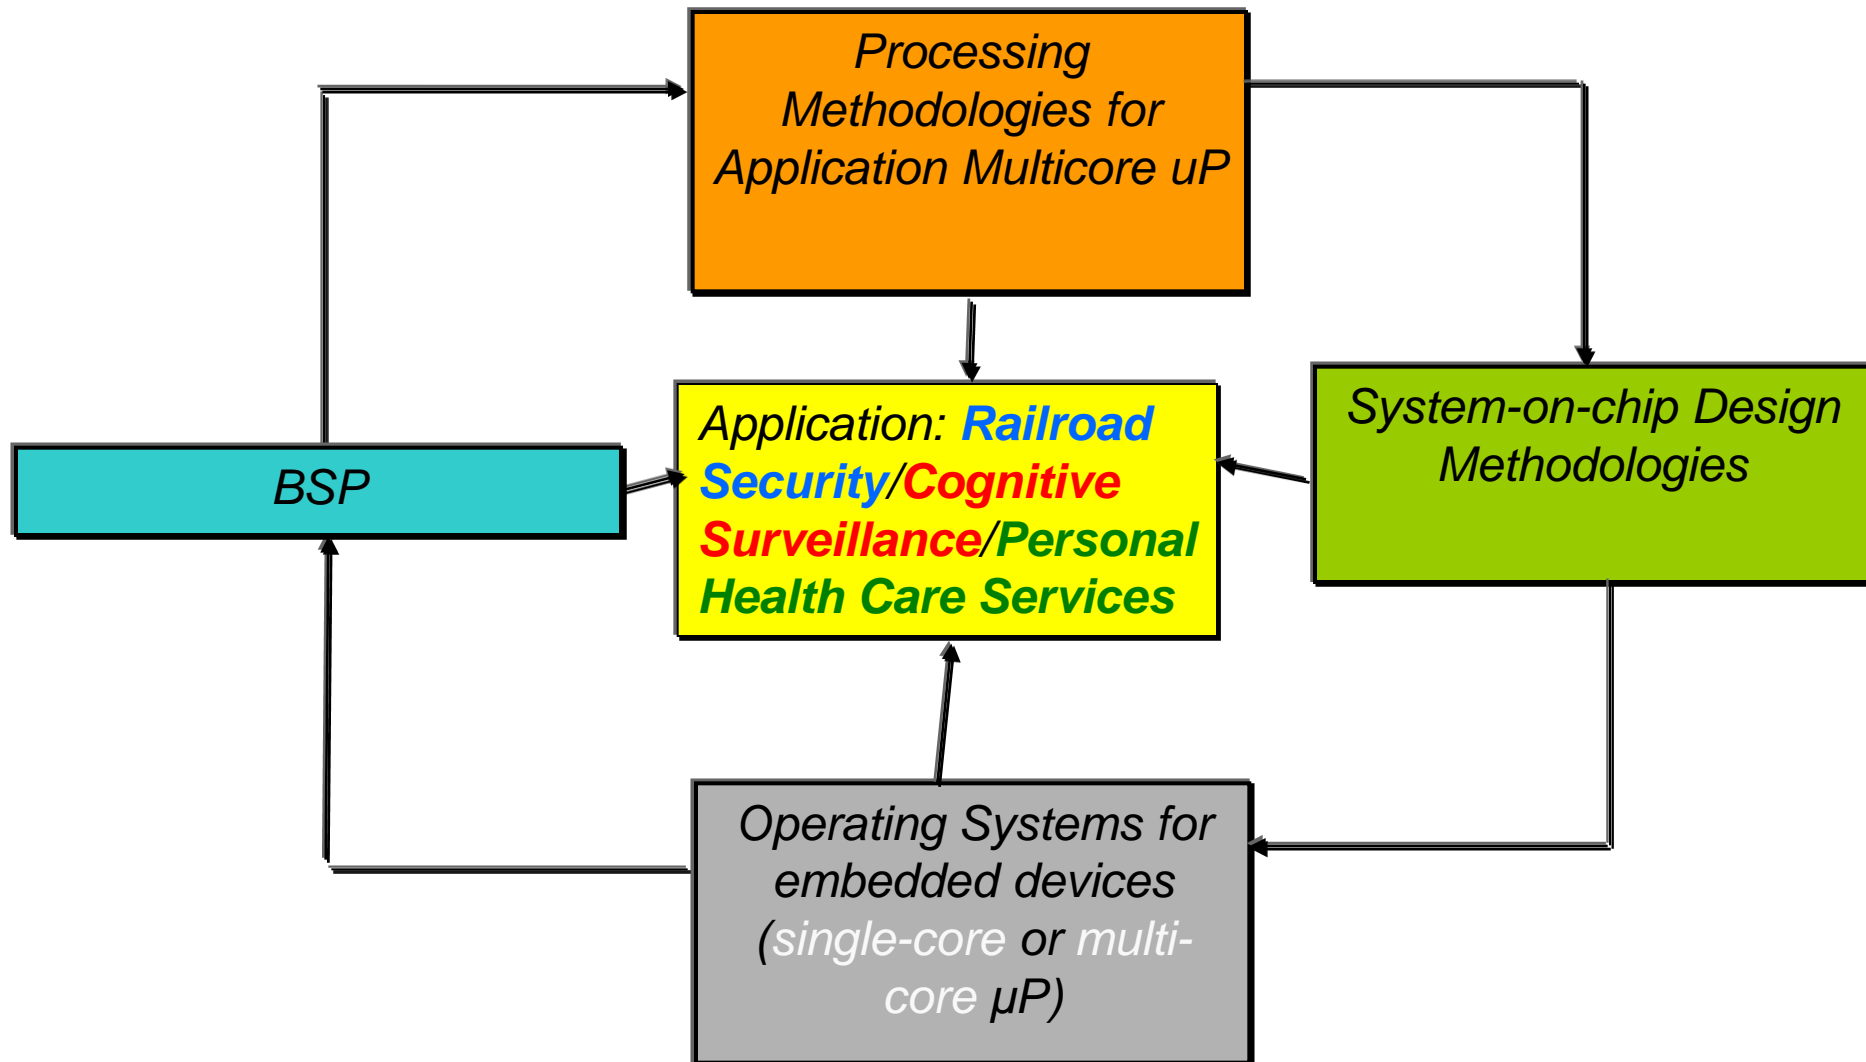 Processing
Methodologies for
Application Multicore uP
Application: Railroad
Security/Cognitive
Surveillance/Personal
Health Care Services
System-on-chip Design
Methodologies
BSP
Operating Systems for
embedded devices
(single-core or multi-
core µP)